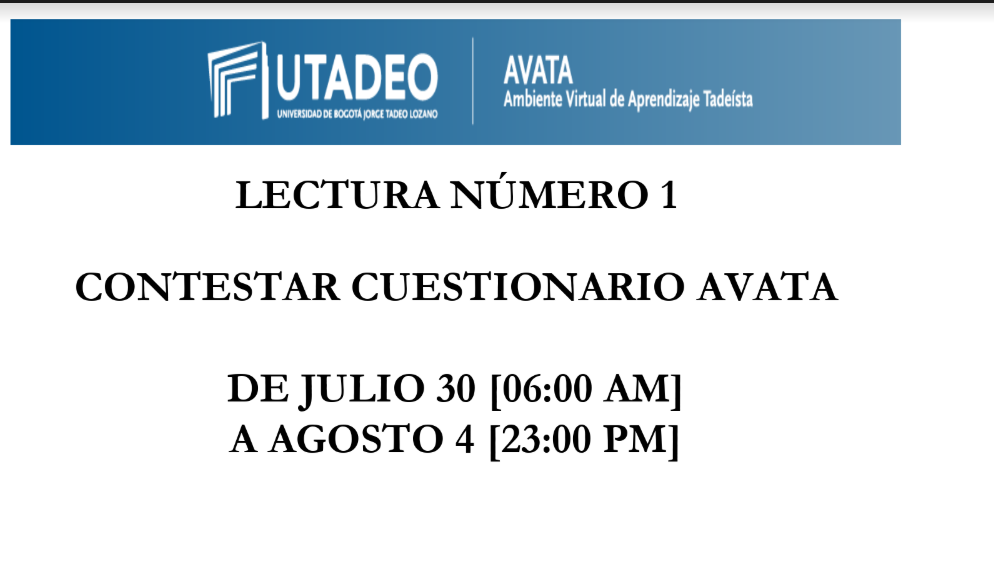 UTADEO
UNIVERSIDAD DE BOGOTÁ JORGE TADEO LOZANO
AVATA
Ambiente Virtual de Aprendizaje Tadeísta
LECTURA NÚMERO 1
CONTESTAR CUESTIONARIO AVATA
DE JULIO 30 [06:00 AM]
A AGOSTO 4 [23:00 PM]